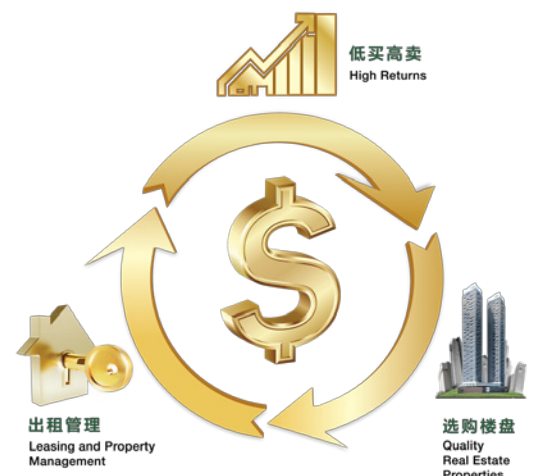 低买高卖
High Returns
出租管理
Leasing and Property
Management
选购楼盘
Quality
Real Estate
Properties